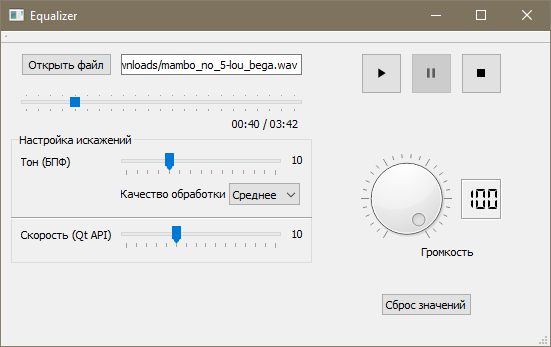 Equalizer
Открыть файл
vnloads/mambo_no_5-lou_bega.wav
00:40 / 03:42
Настройка искажений
Тон (БПФ)
10
Качество обработки
Среднее
Скорость (Qt API)
10
100
Громкость
Сброс значений